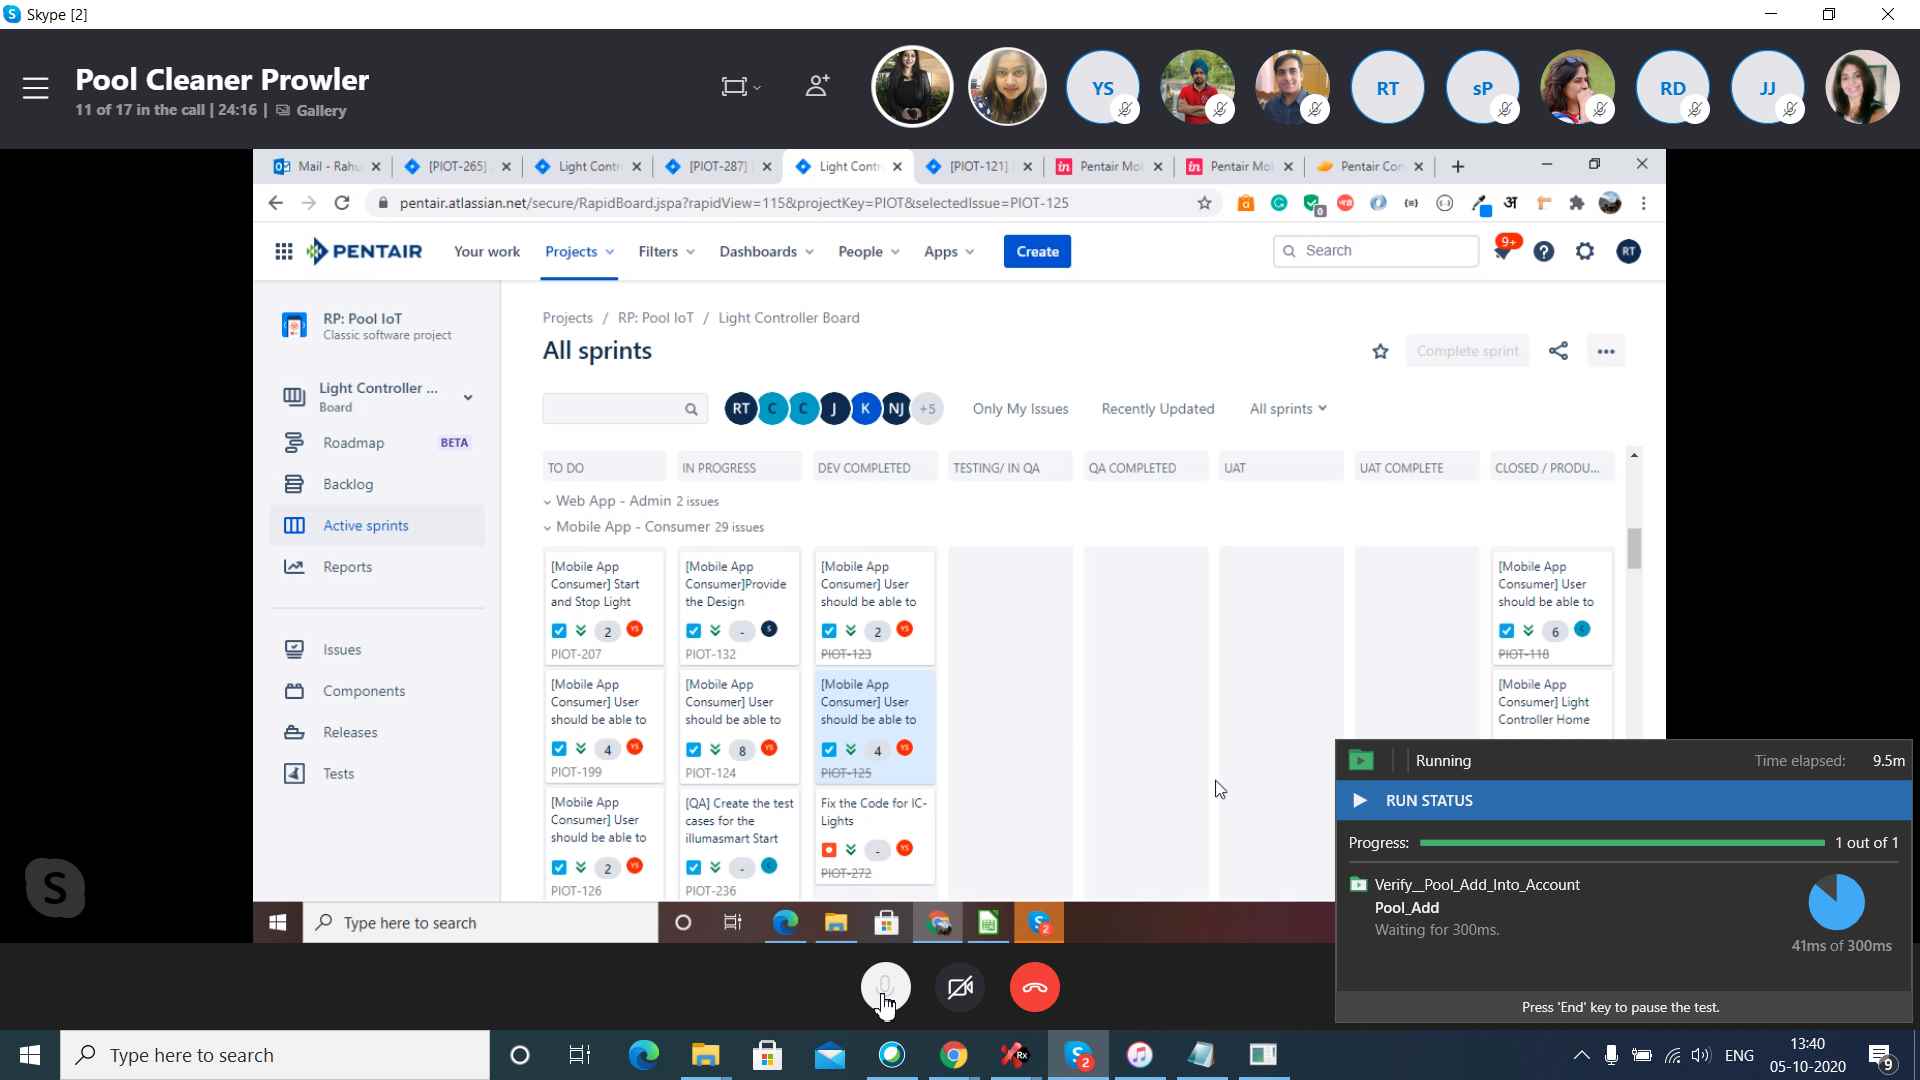 Skype [2]
Pool Cleaner Prowler
11 of 17 in the call | 24:16 | Gallery
YS
RT
sP
RD
JJ
Mail - Rahu
[PIOT-265]
Light Contr
[PIOT-287]
Light Contr
[PIOT-121]
Pentair Mo
Pentair Mo
Pentair Con
pentair.atlassian.net/secure/RapidBoard.jspa?rapidView=115&projectKey=PIOT&selectedIssue=PIOT-125
PENTAIR
Your work
Projects
Filters
Dashboards
People
Apps
Create
Search
9+
RT
RP: Pool IoT
Classic software project
Light Controller ...
Board
Roadmap
BETA
Backlog
Active sprints
Reports
Issues
Components
Releases
Tests
Projects / RP: Pool IoT / Light Controller Board
All sprints
Complete sprint
RT C C J K NJ +5
Only My Issues
Recently Updated
All sprints
TO DO
IN PROGRESS
DEV COMPLETED
TESTING/ IN QA
QA COMPLETED
UAT
UAT COMPLETE
CLOSED / PRODU...
Web App - Admin 2 issues
Mobile App - Consumer 29 issues
[Mobile App
Consumer] Start
and Stop Light
2 YS
PIOT-207
[Mobile App
Consumer] User
should be able to
4 YS
PIOT-199
[Mobile App
Consumer] User
should be able to
2 YS
PIOT-126
[Mobile App
Consumer]Provide
the Design
- S
PIOT-132
[Mobile App
Consumer] User
should be able to
8 YS
PIOT-124
[QA] Create the test
cases for the
illumasmart Start
-
PIOT-236
[Mobile App
Consumer] User
should be able to
2 YS
PIOT-123
[Mobile App
Consumer] User
should be able to
4 YS
PIOT-125
Fix the Code for IC-
Lights
- YS
PIOT-272
[Mobile App
Consumer] User
should be able to
6
PIOT-118
[Mobile App
Consumer] Light
Controller Home
Type here to search
2
Running
Time elapsed: 9.5m
RUN STATUS
Progress: 1 out of 1
Verify__Pool_Add_Into_Account
Pool_Add
Waiting for 300ms.
41ms of 300ms
Press 'End' key to pause the test.
Type here to search
Rx
2
ENG
13:40
05-10-2020
9